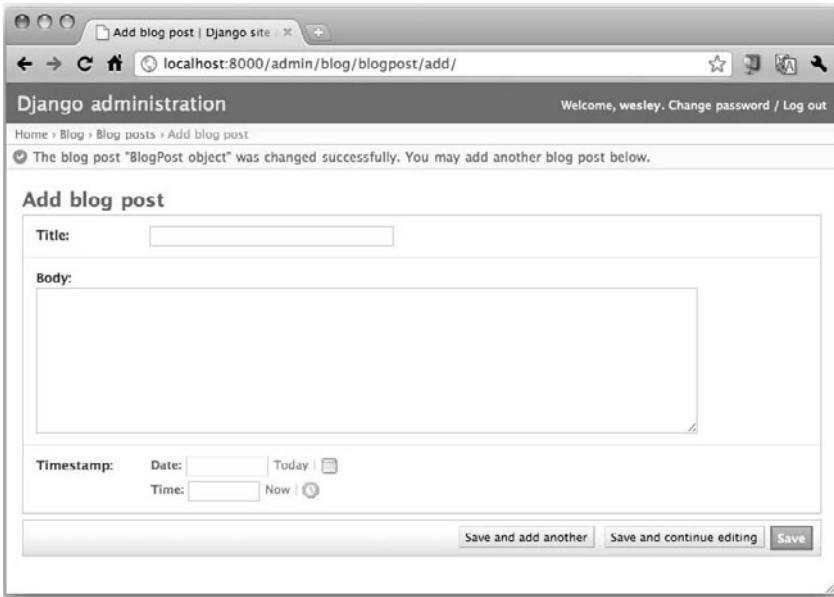 Add blog post | Django site
localhost:8000/admin/blog/blogpost/add/
Django administration
Welcome, wesley. Change password / Log out
Home › Blog › Blog posts › Add blog post
The blog post "BlogPost object" was changed successfully. You may add another blog post below.
Add blog post
Title:
Body:
Timestamp:
Date:
Today |
Time:
Now |
Save and add another
Save and continue editing
Save